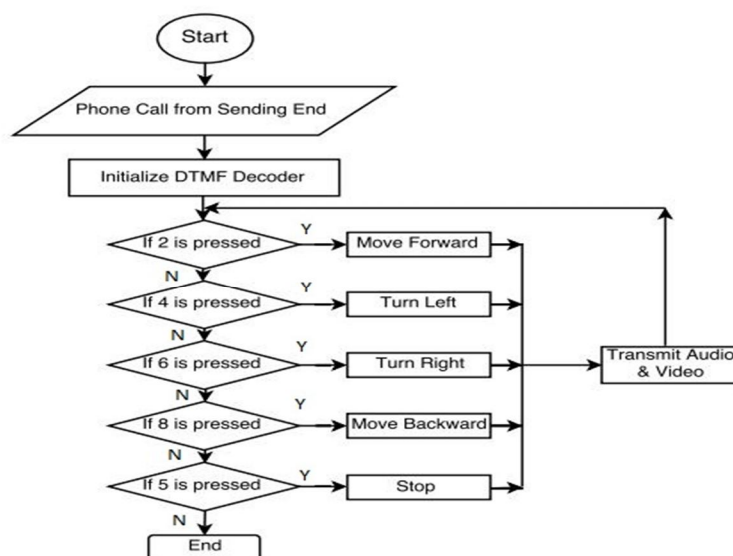 Start
Phone Call from Sending End
Initialize DTMF Decoder
If 2 is pressed
Y
Move Forward
N
If 4 is pressed
Y
Turn Left
N
If 6 is pressed
Y
Turn Right
Transmit Audio
& Video
N
If 8 is pressed
Y
Move Backward
N
If 5 is pressed
Y
Stop
N
End